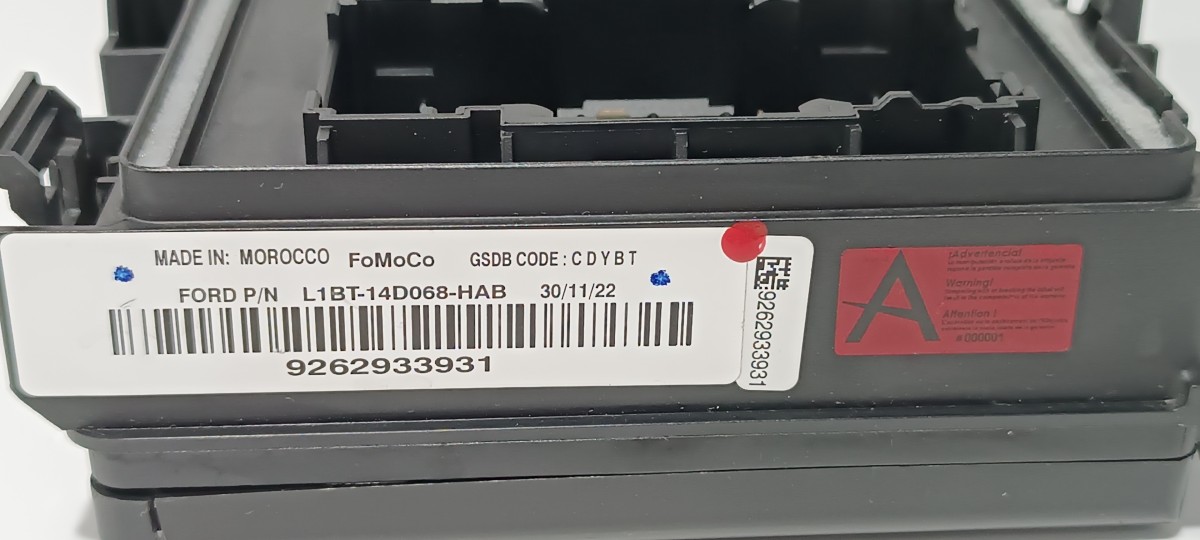 MADE IN: MOROCCO FoMoCo GSDB CODE : C D Y B T
FORD P/N L1BT-14D068-HAB 30/11/22
9262933931
9262933931
A
¡Advertencia!
Warning!
Attention !
#000001